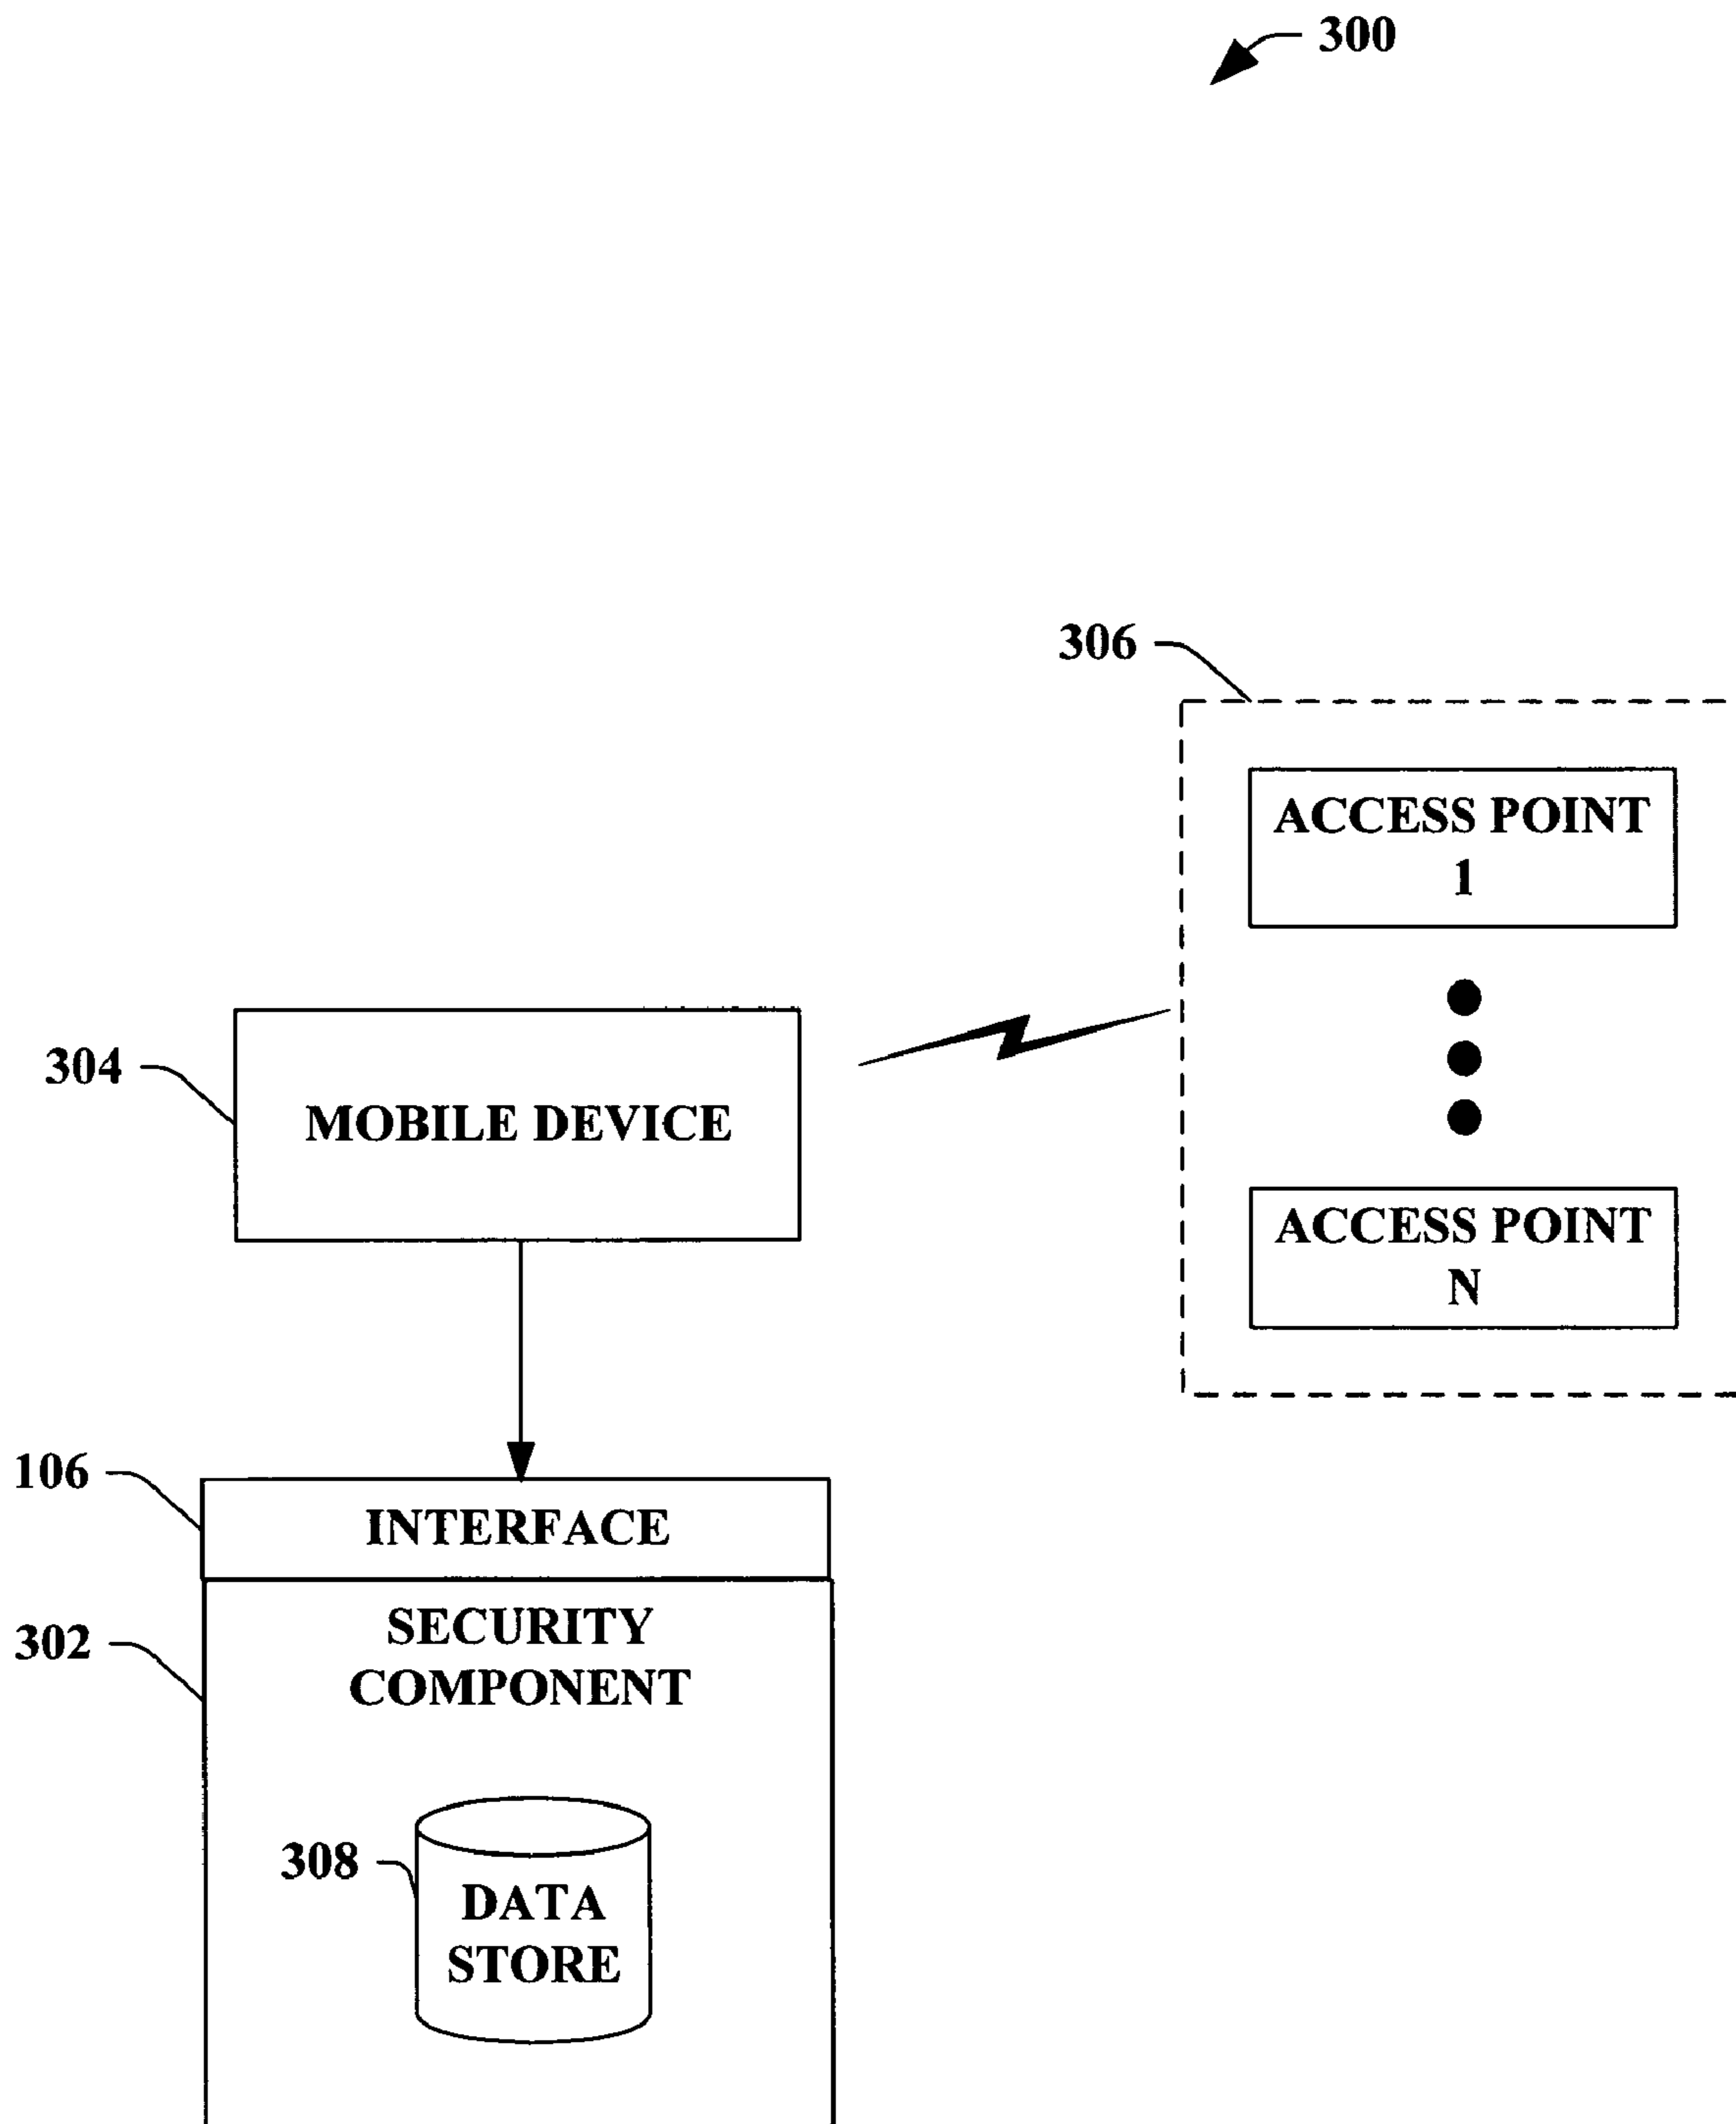 300
306
ACCESS POINT
1
304
MOBILE DEVICE
ACCESS POINT
N
106
INTERFACE
302
SECURITY
COMPONENT
308
DATA
STORE